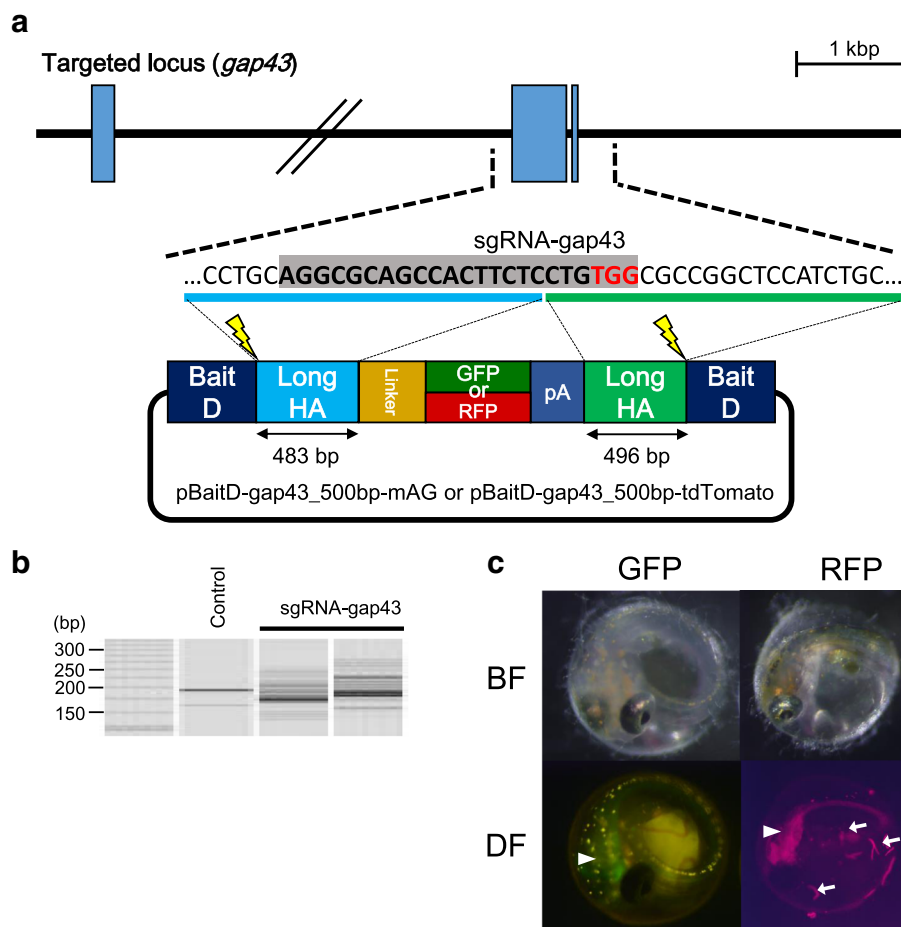 a
1 kbp
Targeted locus (gap43)
sgRNA-gap43
...CCTGCAGGCGCAGCCACTTCTCCTGTGGCGCCGGCTCCATCTGC...
Bait D
Long HA
Linker
GFP or RFP
pA
Long HA
Bait D
483 bp
496 bp
pBaitD-gap43_500bp-mAG or pBaitD-gap43_500bp-tdTomato
b
Control
sgRNA-gap43
(bp)
300
250
200
150
c
GFP
RFP
BF
DF